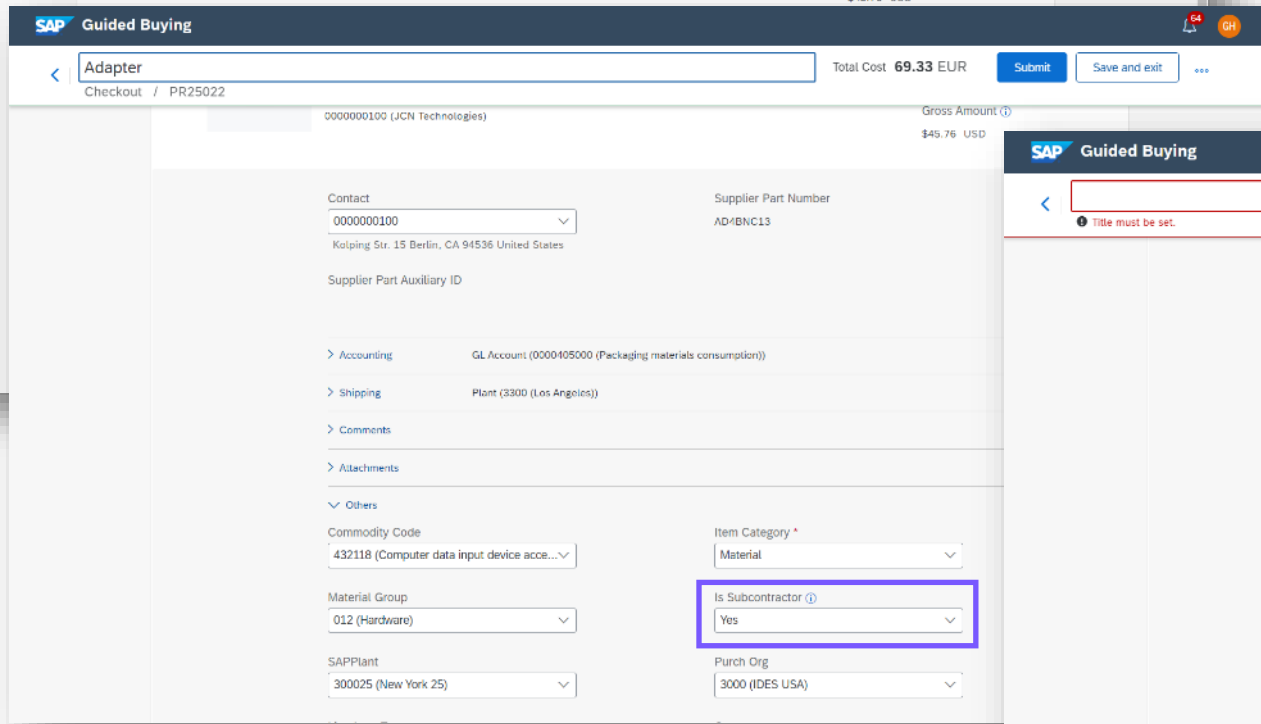 SAP Guided Buying
64
GH
Adapter
Total Cost 69.33 EUR
Submit
Save and exit
Checkout / PR25022
0000000100 (JCN Technologies)
Gross Amount
$45.76 USD
Contact
0000000100
Kolping Str. 15 Berlin, CA 94536 United States
Supplier Part Number
AD4BNC13
Supplier Part Auxiliary ID
Accounting GL Account (0000405000 (Packaging materials consumption))
Shipping Plant (3300 (Los Angeles))
Comments
Attachments
Others
Commodity Code
432118 (Computer data input device acce...
Item Category *
Material
Material Group
012 (Hardware)
Is Subcontractor
Yes
SAPPlant
300025 (New York 25)
Purch Org
3000 (IDES USA)
SAP Guided Buying
Title must be set.